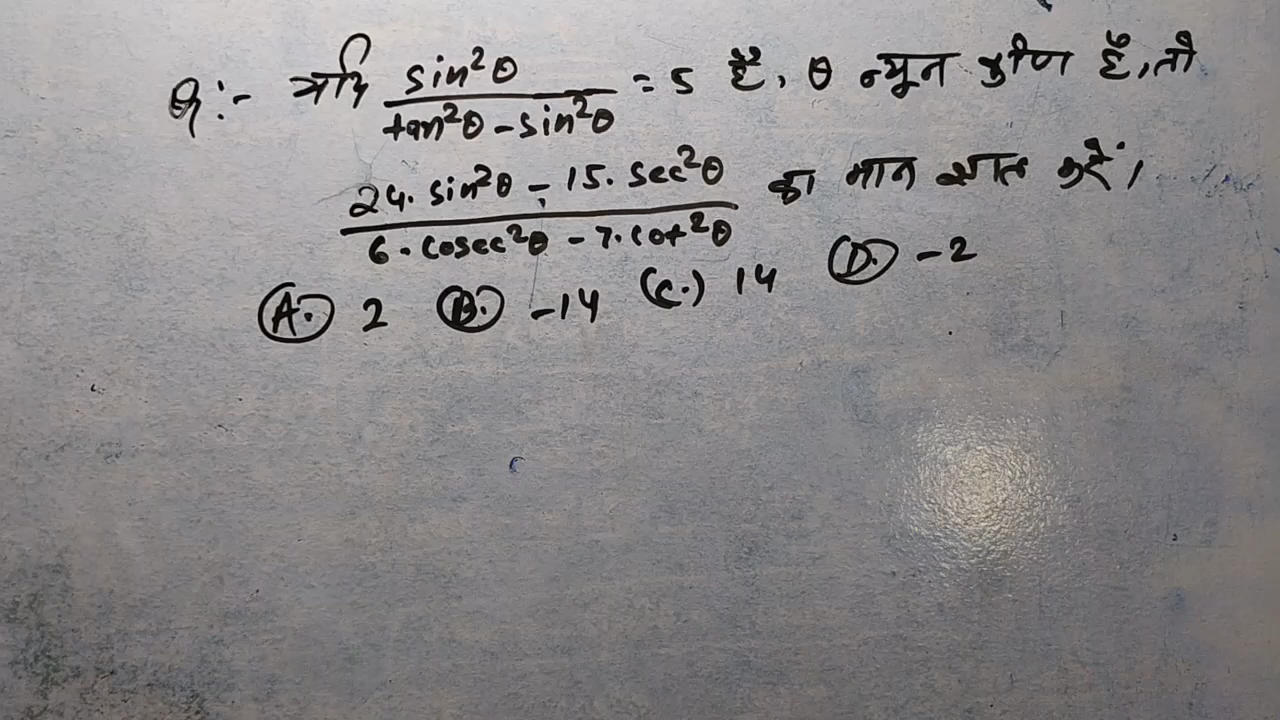 Q:- यदि sin²θ / tan²θ - sin²θ = 5 है, θ न्यून कोण है, तो
24. sin²θ - 15. sec²θ / 6. cosec²θ - 7. cot²θ का मान ज्ञात करें।
(A.) 2 (B.) -14 (C.) 14 (D.) -2